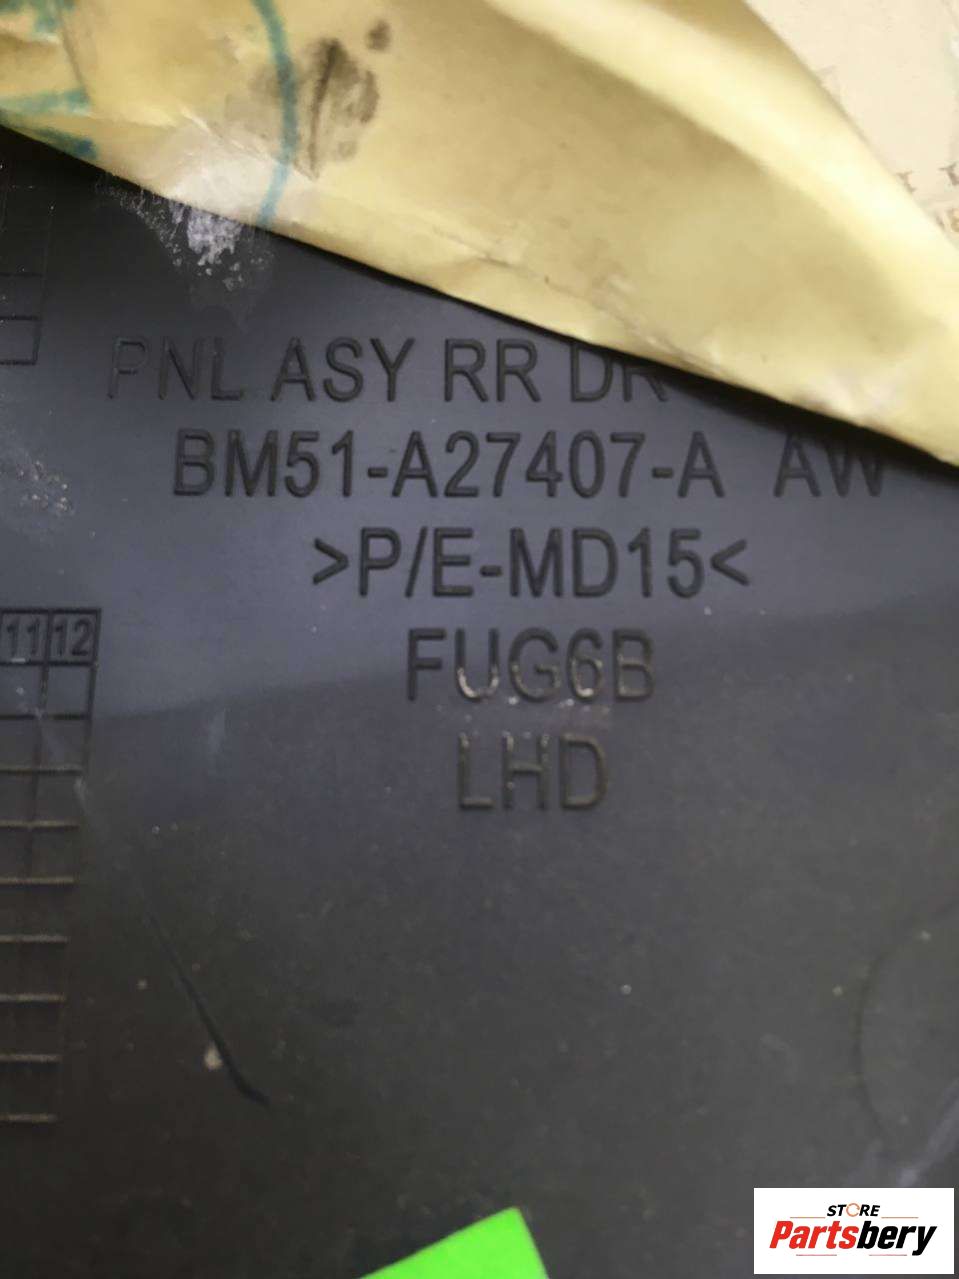 PNL ASY RR DR
BM51-A27407-A AW
>P/E-MD15<
FUG6B
LHD
11 12
STORE
Partsbery